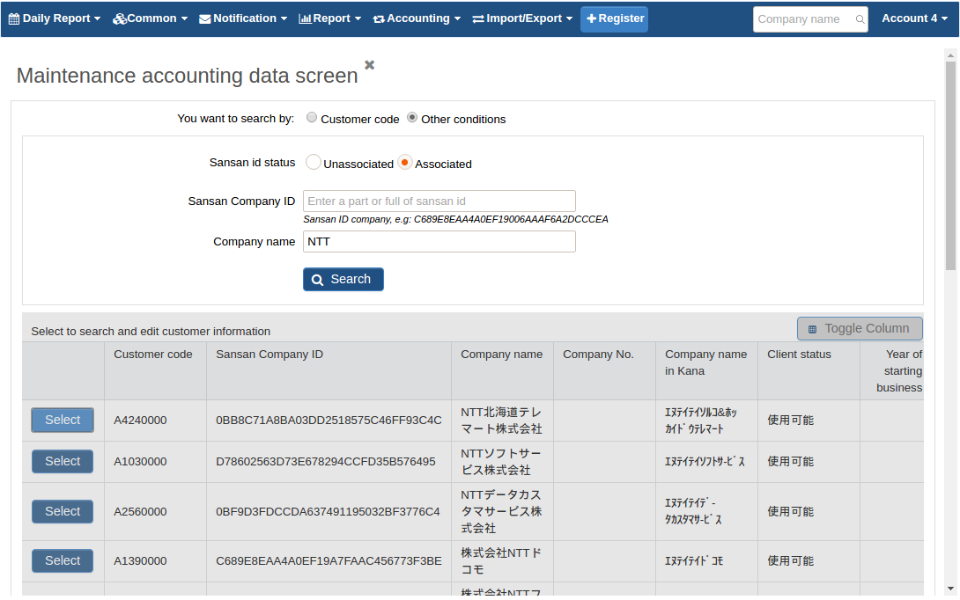 Daily Report Common Notification Report Accounting Import/Export Register Company name Account 4
Maintenance accounting data screen
You want to search by: Customer code Other conditions
Sansan id status Unassociated Associated
Sansan Company ID Enter a part or full of sansan id
Sansan ID company, e.g: C689E8EAA4A0EF19006AAAF6A2DCCCEA
Company name NTT
Search
Select to search and edit customer information Toggle Column
Customer code Sansan Company ID Company name Company No. Company name Client status Year of
in Kana starting
business
Select A4240000 0BB8C71A8BA03DD2518575C46FF93C4C NTT北海道テレ ｴﾇﾃｲﾃｲｿﾙｺ&ﾎｯ 使用可能
マート株式会社 ｶｲﾄﾞｳﾃﾚﾏｰﾄ
Select A1030000 D78602563D73E678294CCFD35B576495 NTTソフトサー ｴﾇﾃｲﾃｲｿﾌﾄｻｰﾋﾞｽ 使用可能
ビス株式会社
Select A2560000 0BF9D3FDCCDA637491195032BF3776C4 NTTデータカス ｴﾇﾃｲﾃｲﾃﾞｰ 使用可能
タマサービス株 ﾀｶｽﾀﾏｻｰﾋﾞｽ
式会社
Select A1390000 C689E8EAA4A0EF19A7FAAC456773F3BE 株式会社NTTド ｴﾇﾃｲﾃｲﾄﾞｺﾓ 使用可能
コモ
株式会社NTTフ